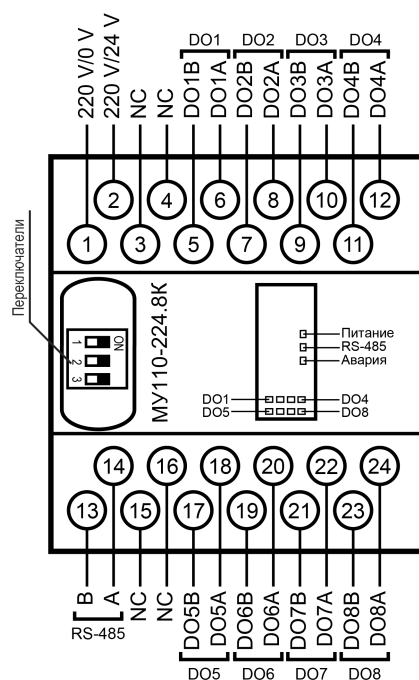 DO1 DO2 DO3 DO4
220 V/0 V
220 V/24 V
NC
NC
DO1B
DO1A
DO2B
DO2A
DO3B
DO3A
DO4B
DO4A
2 4 6 8 10 12
1 3 5 7 9 11
Переключатели
ON
1
2
3
МУ110-224.8К
Питание
RS-485
Авария
DO1 DO4
DO5 DO8
14 16 18 20 22 24
13 15 17 19 21 23
B
A
NC
NC
DO5B
DO5A
DO6B
DO6A
DO7B
DO7A
DO8B
DO8A
RS-485
DO5 DO6 DO7 DO8